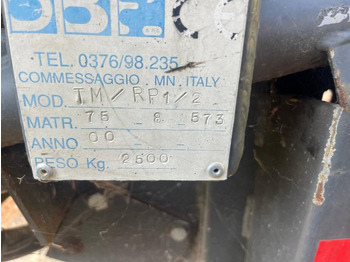 TEL. 0376/98.235
COMMESSAGGIO MN. ITALY
MOD. TM/RP1/2
MATR. 75 8 573
ANNO 00
PESO Kg. 2600